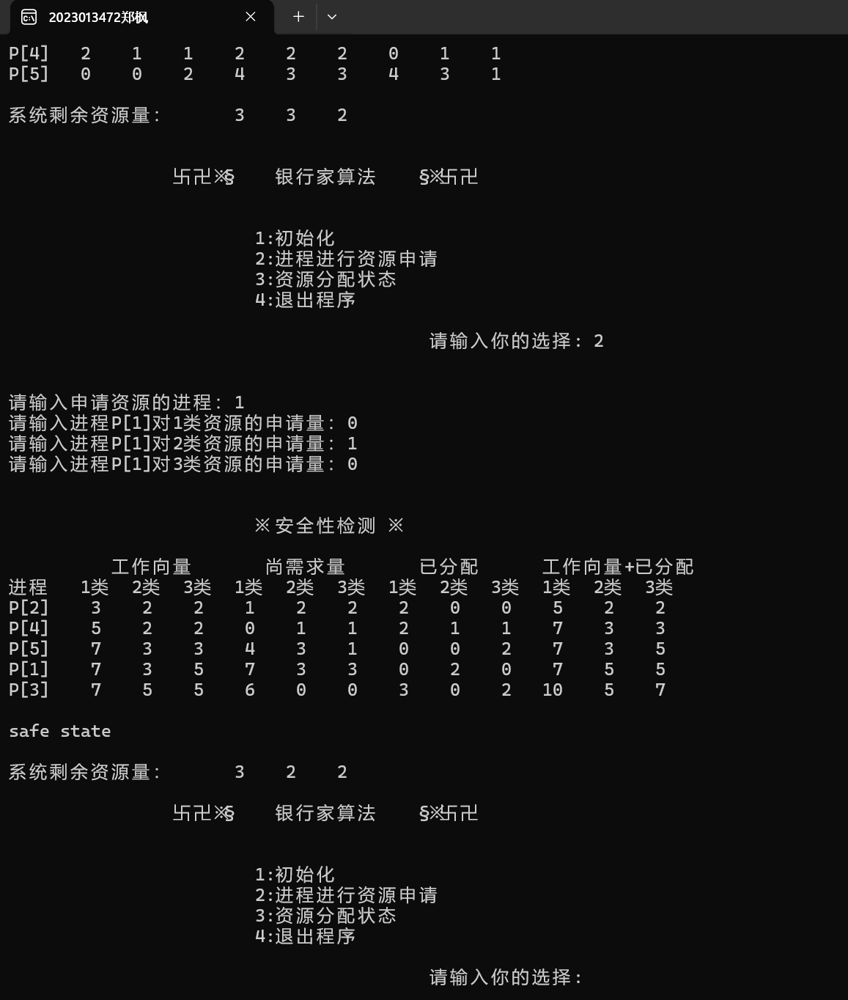 2023013472郑枫
P[4] 2 1 1 2 2 2 0 1 1
P[5] 0 0 2 4 3 3 4 3 1
系统剩余资源量: 3 3 2
卐卍※§ 银行家算法 §※卐卍
1:初始化
2:进程进行资源申请
3:资源分配状态
4:退出程序
请输入你的选择: 2
请输入申请资源的进程: 1
请输入进程P[1]对1类资源的申请量: 0
请输入进程P[1]对2类资源的申请量: 1
请输入进程P[1]对3类资源的申请量: 0
※ 安全性检测 ※
工作向量 尚需求量 已分配 工作向量+已分配
进程 1类 2类 3类 1类 2类 3类 1类 2类 3类 1类 2类 3类
P[2] 3 2 2 1 2 2 2 0 0 5 2 2
P[4] 5 2 2 0 1 1 2 1 1 7 3 3
P[5] 7 3 3 4 3 1 0 0 2 7 3 5
P[1] 7 3 5 7 3 3 0 2 0 7 5 5
P[3] 7 5 5 6 0 0 3 0 2 10 5 7
safe state
系统剩余资源量: 3 2 2
卐卍※§ 银行家算法 §※卐卍
1:初始化
2:进程进行资源申请
3:资源分配状态
4:退出程序
请输入你的选择: